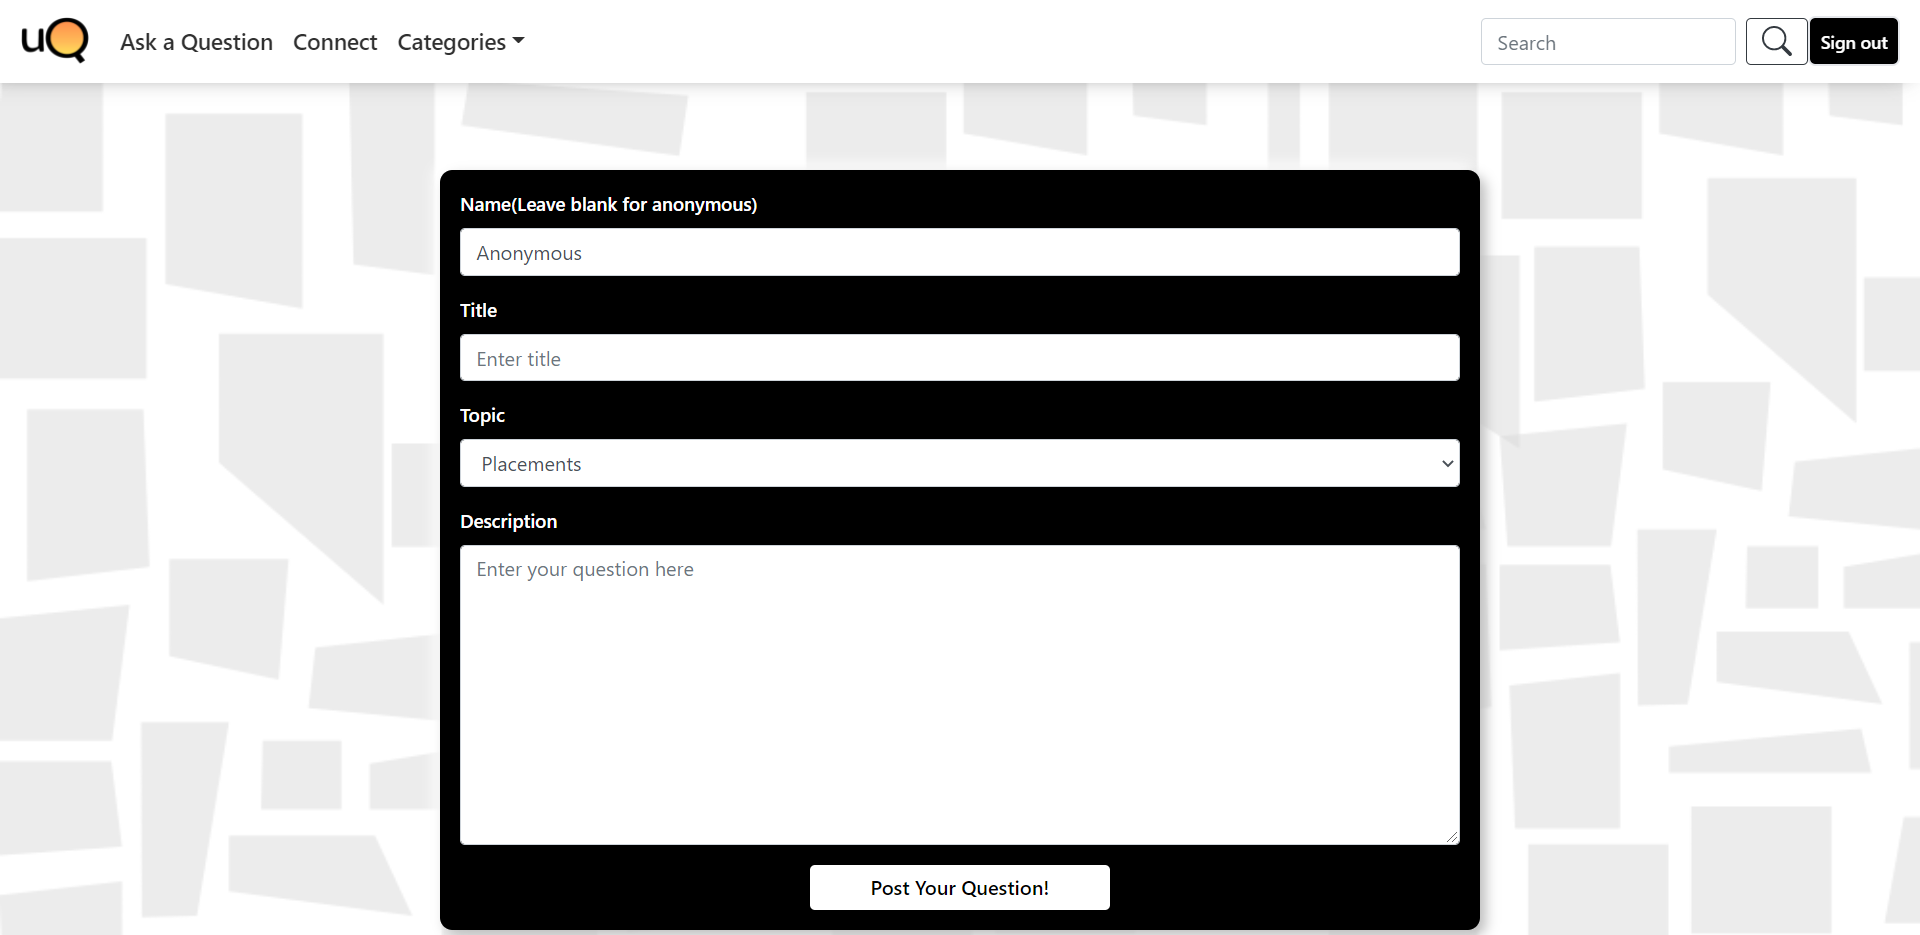 uQ
Ask a Question Connect Categories
Search
Sign out
Name(Leave blank for anonymous)
Anonymous
Title
Enter title
Topic
Placements
Description
Enter your question here
Post Your Question!